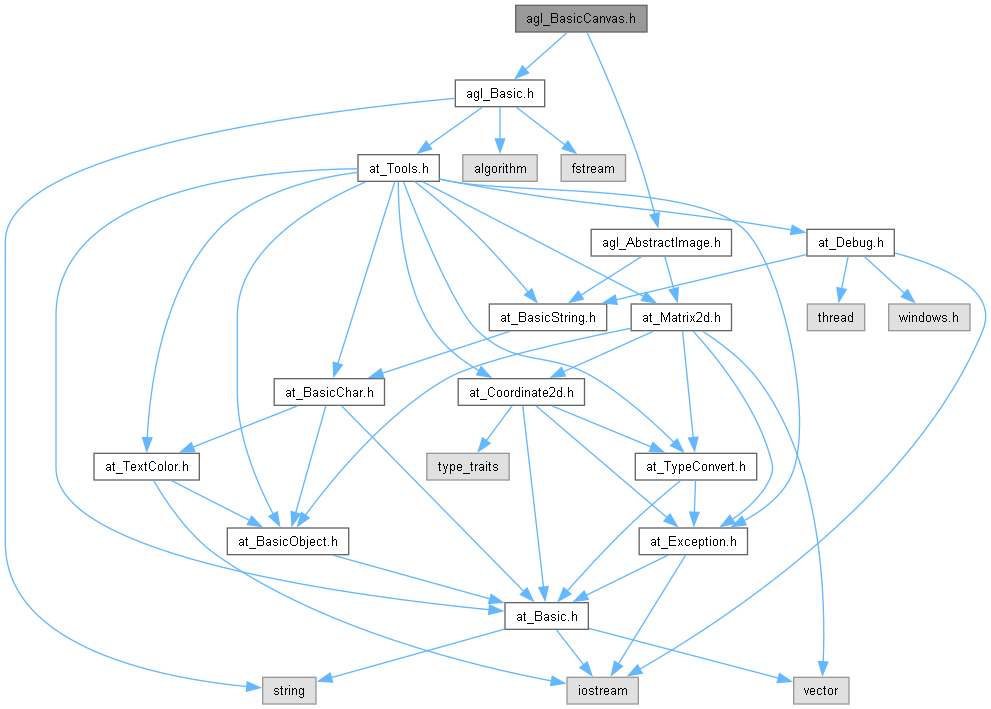 agl_BasicCanvas.h
agl_Basic.h
at_Tools.h
algorithm
fstream
agl_AbstractImage.h
at_Debug.h
at_BasicString.h
at_Matrix2d.h
thread
windows.h
at_BasicChar.h
at_Coordinate2d.h
at_TextColor.h
type_traits
at_TypeConvert.h
at_BasicObject.h
at_Exception.h
at_Basic.h
string
iostream
vector